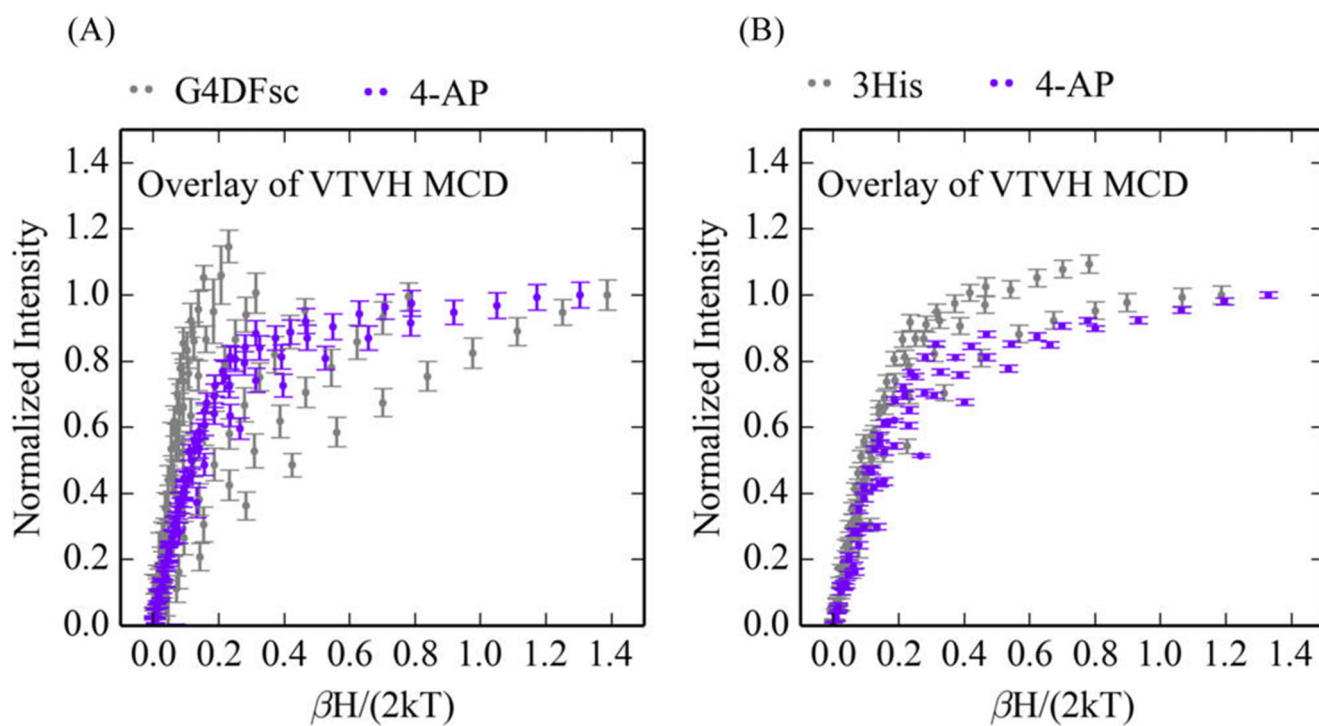 (A)
G4DFsc 4-AP
Overlay of VTVH MCD
Normalized Intensity
1.4
1.2
1.0
0.8
0.6
0.4
0.2
0.0
0.0 0.2 0.4 0.6 0.8 1.0 1.2 1.4
βH/(2kT)
(B)
3His 4-AP
Overlay of VTVH MCD
Normalized Intensity
1.4
1.2
1.0
0.8
0.6
0.4
0.2
0.0
0.0 0.2 0.4 0.6 0.8 1.0 1.2 1.4
βH/(2kT)